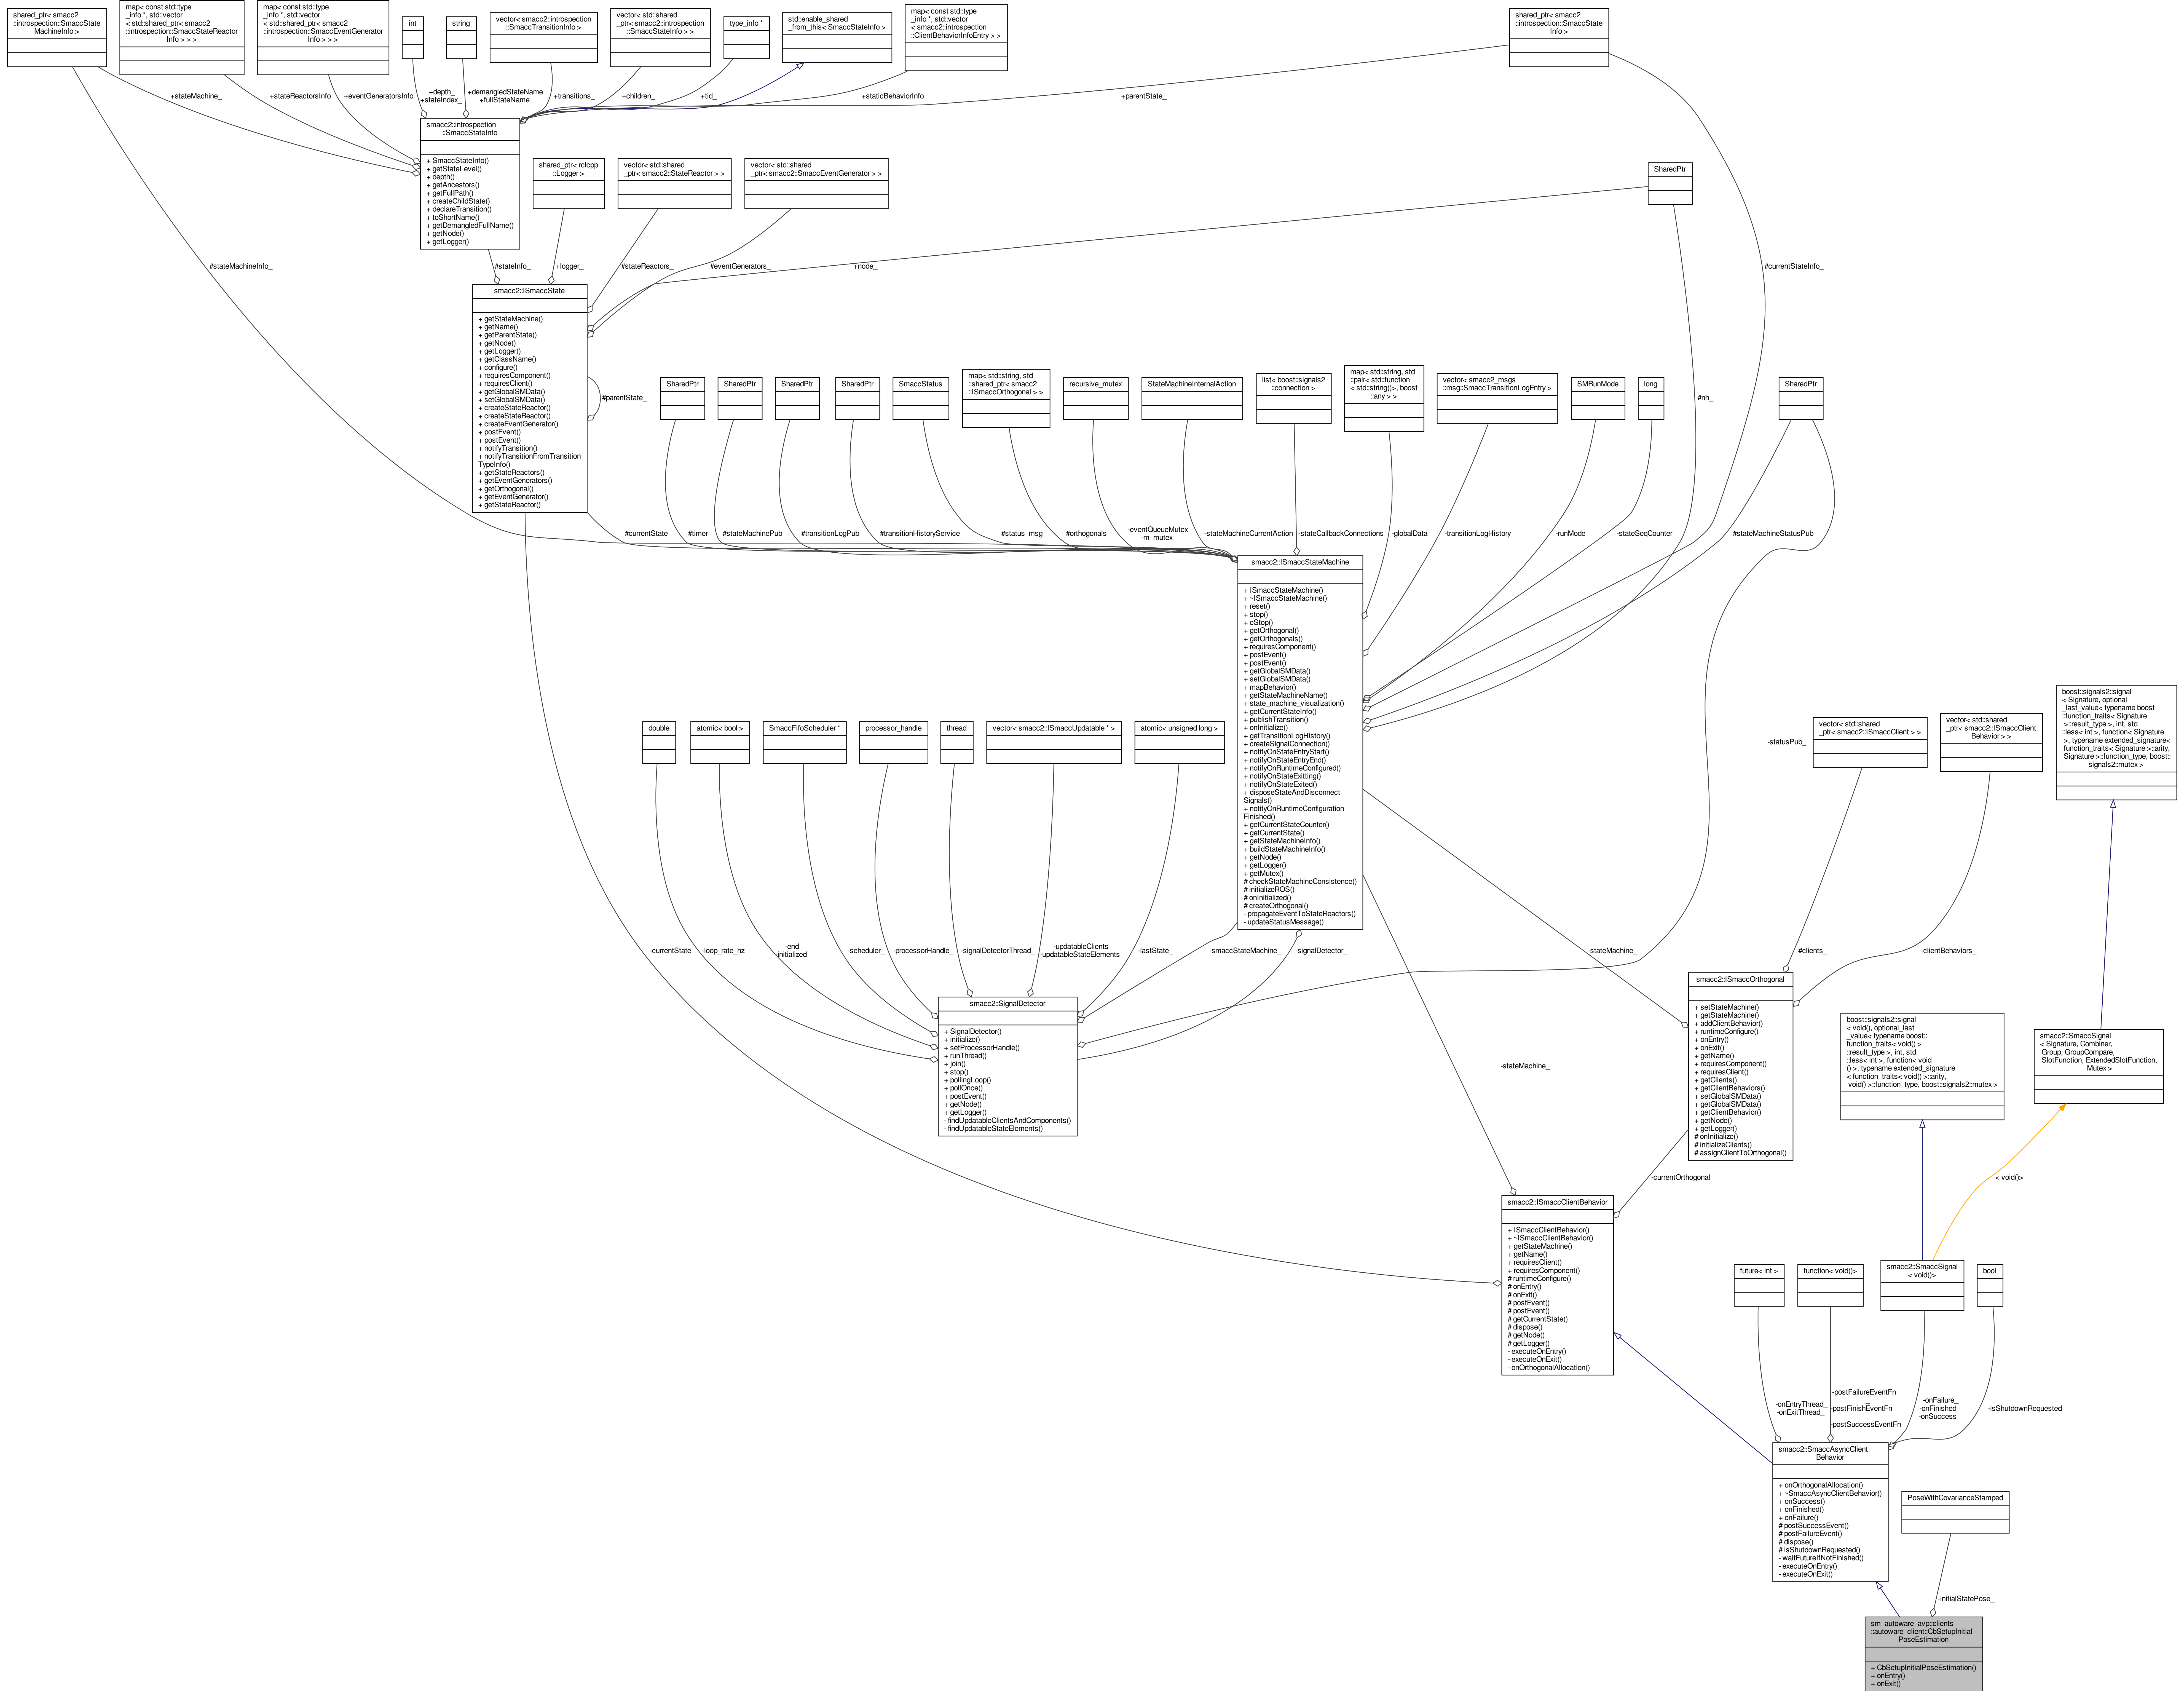 shared_ptr< smacc2
::introspection::SmaccState
MachineInfo >
map< const std::type
_info *, std::vector
< std::shared_ptr< smacc2
::introspection::SmaccStateReactor
Info > > >
map< const std::type
_info *, std::vector
< std::shared_ptr< smacc2
::introspection::SmaccEventGenerator
Info > > >
int
string
vector< smacc2::introspection
::SmaccTransitionInfo >
vector< std::shared
_ptr< smacc2::introspection
::SmaccStateInfo > >
type_info *
std::enable_shared
_from_this< SmaccStateInfo >
map< const std::type
_info *, std::vector
< smacc2::introspection
::ClientBehaviorInfoEntry > >
shared_ptr< smacc2
::introspection::SmaccState
Info >
+stateMachine_
+stateReactorsInfo
+eventGeneratorsInfo
+depth_
+stateIndex_
+demangledStateName
+fullStateName
+transitions_
+children_
+tid_
+staticBehaviorInfo
+parentState_
smacc2::introspection
::SmaccStateInfo
+ SmaccStateInfo()
+ getStateLevel()
+ depth()
+ getAncestors()
+ getFullPath()
+ createChildState()
+ declareTransition()
+ toShortName()
+ getDemangledFullName()
+ getNode()
+ getLogger()
shared_ptr< rclcpp
::Logger >
vector< std::shared
_ptr< smacc2::StateReactor > >
vector< std::shared
_ptr< smacc2::SmaccEventGenerator > >
SharedPtr
#stateMachineInfo_
#stateInfo_
+logger_
#stateReactors_
#eventGenerators_
+node_
#currentStateInfo_
smacc2::ISmaccState
+ getStateMachine()
+ getName()
+ getParentState()
+ getNode()
+ getLogger()
+ getClassName()
+ configure()
+ requiresComponent()
+ requiresClient()
+ getGlobalSMData()
+ setGlobalSMData()
+ createStateReactor()
+ createStateReactor()
+ createEventGenerator()
+ postEvent()
+ postEvent()
+ notifyTransition()
+ notifyTransitionFromTransition
TypeInfo()
+ getStateReactors()
+ getEventGenerators()
+ getOrthogonal()
+ getEventGenerator()
+ getStateReactor()
#parentState_
SharedPtr
SharedPtr
SharedPtr
SharedPtr
SmaccStatus
map< std::string, std
::shared_ptr< smacc2
::ISmaccOrthogonal > >
recursive_mutex
StateMachineInternalAction
list< boost::signals2
::connection >
map< std::string, std
::pair< std::function
< std::string()>, boost
::any > >
vector< smacc2_msgs
::msg::SmaccTransitionLogEntry >
SMRunMode
long
#nh_
SharedPtr
#currentState_
#timer_
#stateMachinePub_
#transitionLogPub_
#transitionHistoryService_
#status_msg_
#orthogonals_
-eventQueueMutex_
-m_mutex_
-stateMachineCurrentAction
-stateCallbackConnections
-globalData_
-transitionLogHistory_
-runMode_
-stateSeqCounter_
#stateMachineStatusPub_
smacc2::ISmaccStateMachine
+ ISmaccStateMachine()
+ ~ISmaccStateMachine()
+ reset()
+ stop()
+ eStop()
+ getOrthogonal()
+ getOrthogonals()
+ requiresComponent()
+ postEvent()
+ postEvent()
+ getGlobalSMData()
+ setGlobalSMData()
+ mapBehavior()
+ getStateMachineName()
+ state_machine_visualization()
+ getCurrentStateInfo()
+ publishTransition()
+ onInitialize()
+ getTransitionLogHistory()
+ createSignalConnection()
+ notifyOnStateEntryStart()
+ notifyOnStateEntryEnd()
+ notifyOnRuntimeConfigured()
+ notifyOnStateExitting()
+ notifyOnStateExited()
+ disposeStateAndDisconnect
Signals()
+ notifyOnRuntimeConfiguration
Finished()
+ getCurrentStateCounter()
+ getCurrentState()
+ getStateMachineInfo()
+ buildStateMachineInfo()
+ getNode()
+ getLogger()
+ getMutex()
# checkStateMachineConsistence()
# initializeROS()
# onInitialized()
# createOrthogonal()
- propagateEventToStateReactors()
- updateStatusMessage()
double
atomic< bool >
SmaccFifoScheduler *
processor_handle
thread
vector< smacc2::ISmaccUpdatable * >
atomic< unsigned long >
-statusPub_
vector< std::shared
_ptr< smacc2::ISmaccClient > >
vector< std::shared
_ptr< smacc2::ISmaccClient
Behavior > >
boost::signals2::signal
< Signature, optional
_last_value< typename boost
::function_traits< Signature
>::result_type >, int, std
::less< int >, function< Signature
>, typename extended_signature<
function_traits< Signature >::arity,
Signature >::function_type, boost::
signals2::mutex >
-currentState
-loop_rate_hz
-end_
-initialized_
-scheduler_
-processorHandle_
-signalDetectorThread_
-updatableClients_
-updatableStateElements_
-lastState_
-smaccStateMachine_
-signalDetector_
-stateMachine_
#clients_
-clientBehaviors_
smacc2::SignalDetector
+ SignalDetector()
+ initialize()
+ setProcessorHandle()
+ runThread()
+ join()
+ stop()
+ pollingLoop()
+ pollOnce()
+ postEvent()
+ getNode()
+ getLogger()
- findUpdatableClientsAndComponents()
- findUpdatableStateElements()
smacc2::ISmaccOrthogonal
+ setStateMachine()
+ getStateMachine()
+ addClientBehavior()
+ runtimeConfigure()
+ onEntry()
+ onExit()
+ getName()
+ requiresComponent()
+ requiresClient()
+ getClients()
+ getClientBehaviors()
+ setGlobalSMData()
+ getGlobalSMData()
+ getClientBehavior()
+ getNode()
+ getLogger()
# onInitialize()
# initializeClients()
# assignClientToOrthogonal()
boost::signals2::signal
< void(), optional_last
_value< typename boost::
function_traits< void() >
::result_type >, int, std
::less< int >, function< void
() >, typename extended_signature
< function_traits< void() >::arity,
void() >::function_type, boost::signals2::mutex >
smacc2::SmaccSignal
< Signature, Combiner,
Group, GroupCompare,
SlotFunction, ExtendedSlotFunction,
Mutex >
-stateMachine_
-currentOrthogonal
< void()>
smacc2::ISmaccClientBehavior
+ ISmaccClientBehavior()
+ ~ISmaccClientBehavior()
+ getStateMachine()
+ getName()
+ requiresClient()
+ requiresComponent()
# runtimeConfigure()
# onEntry()
# onExit()
# postEvent()
# postEvent()
# getCurrentState()
# dispose()
# getNode()
# getLogger()
- executeOnEntry()
- executeOnExit()
- onOrthogonalAllocation()
future< int >
function< void()>
smacc2::SmaccSignal
< void()>
bool
-onEntryThread_
-onExitThread_
-postFailureEventFn
_
-postFinishEventFn
_
-postSuccessEventFn_
-onFailure_
-onFinished_
-onSuccess_
-isShutdownRequested_
smacc2::SmaccAsyncClient
Behavior
+ onOrthogonalAllocation()
+ ~SmaccAsyncClientBehavior()
+ onSuccess()
+ onFinished()
+ onFailure()
# postSuccessEvent()
# postFailureEvent()
# dispose()
# isShutdownRequested()
- waitFutureIfNotFinished()
- executeOnEntry()
- executeOnExit()
PoseWithCovarianceStamped
-initialStatePose_
sm_autoware_avp::clients
::autoware_client::CbSetupInitial
PoseEstimation
+ CbSetupInitialPoseEstimation()
+ onEntry()
+ onExit()